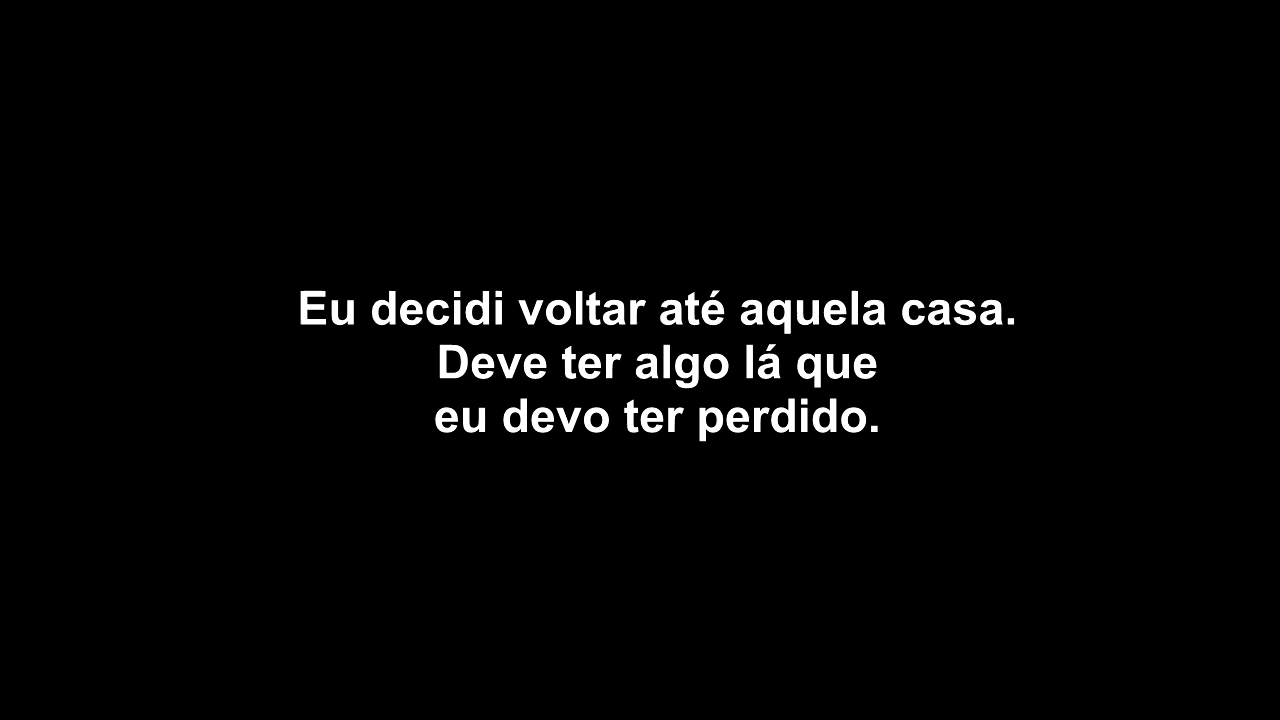 Eu decidi voltar até aquela casa.
Deve ter algo lá que
eu devo ter perdido.